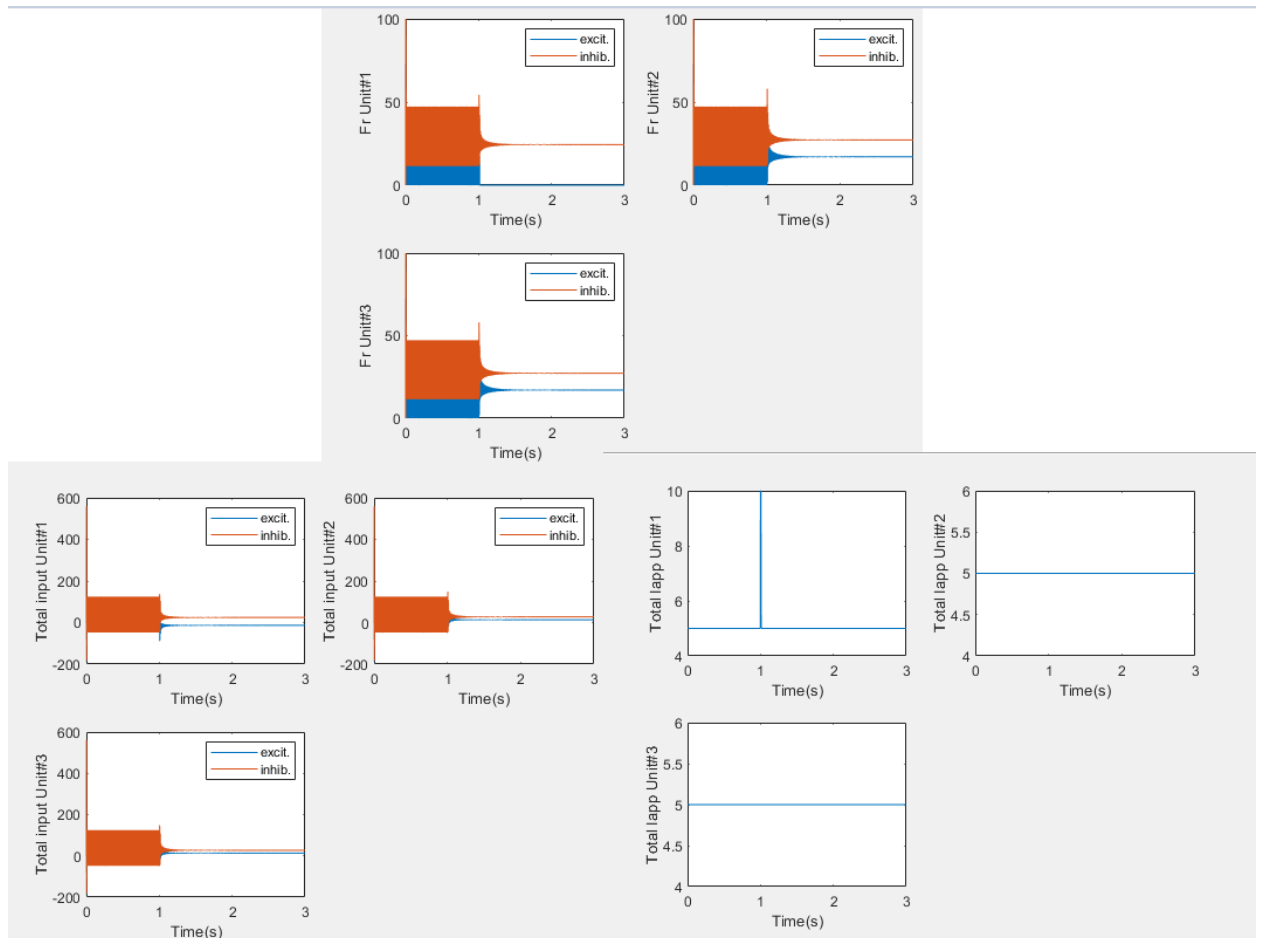 100
50
0
Fr Unit#1
excit.
inhib.
0 1 2 3
Time(s)
100
50
0
Fr Unit#2
excit.
inhib.
0 1 2 3
Time(s)
100
50
0
Fr Unit#3
excit.
inhib.
0 1 2 3
Time(s)
600
400
200
0
-200
Total input Unit#1
excit.
inhib.
0 1 2 3
Time(s)
600
400
200
0
-200
Total input Unit#2
excit.
inhib.
0 1 2 3
Time(s)
10
8
6
4
Total Iapp Unit#1
0 1 2 3
Time(s)
6
5.5
5
4.5
4
Total Iapp Unit#2
0 1 2 3
Time(s)
600
400
200
0
-200
Total input Unit#3
excit.
inhib.
0 1 2 3
Time(s)
6
5.5
5
4.5
4
Total Iapp Unit#3
0 1 2 3
Time(s)